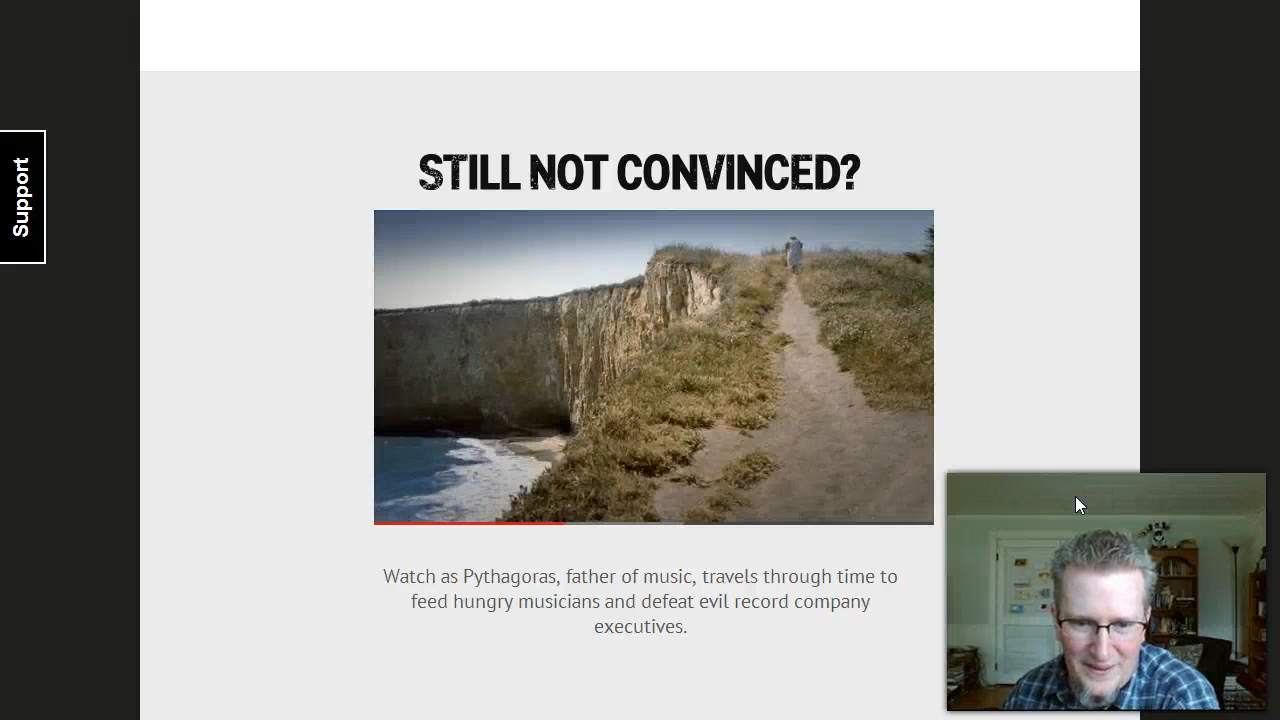 Support
STILL NOT CONVINCED?
Watch as Pythagoras, father of music, travels through time to
feed hungry musicians and defeat evil record company
executives.